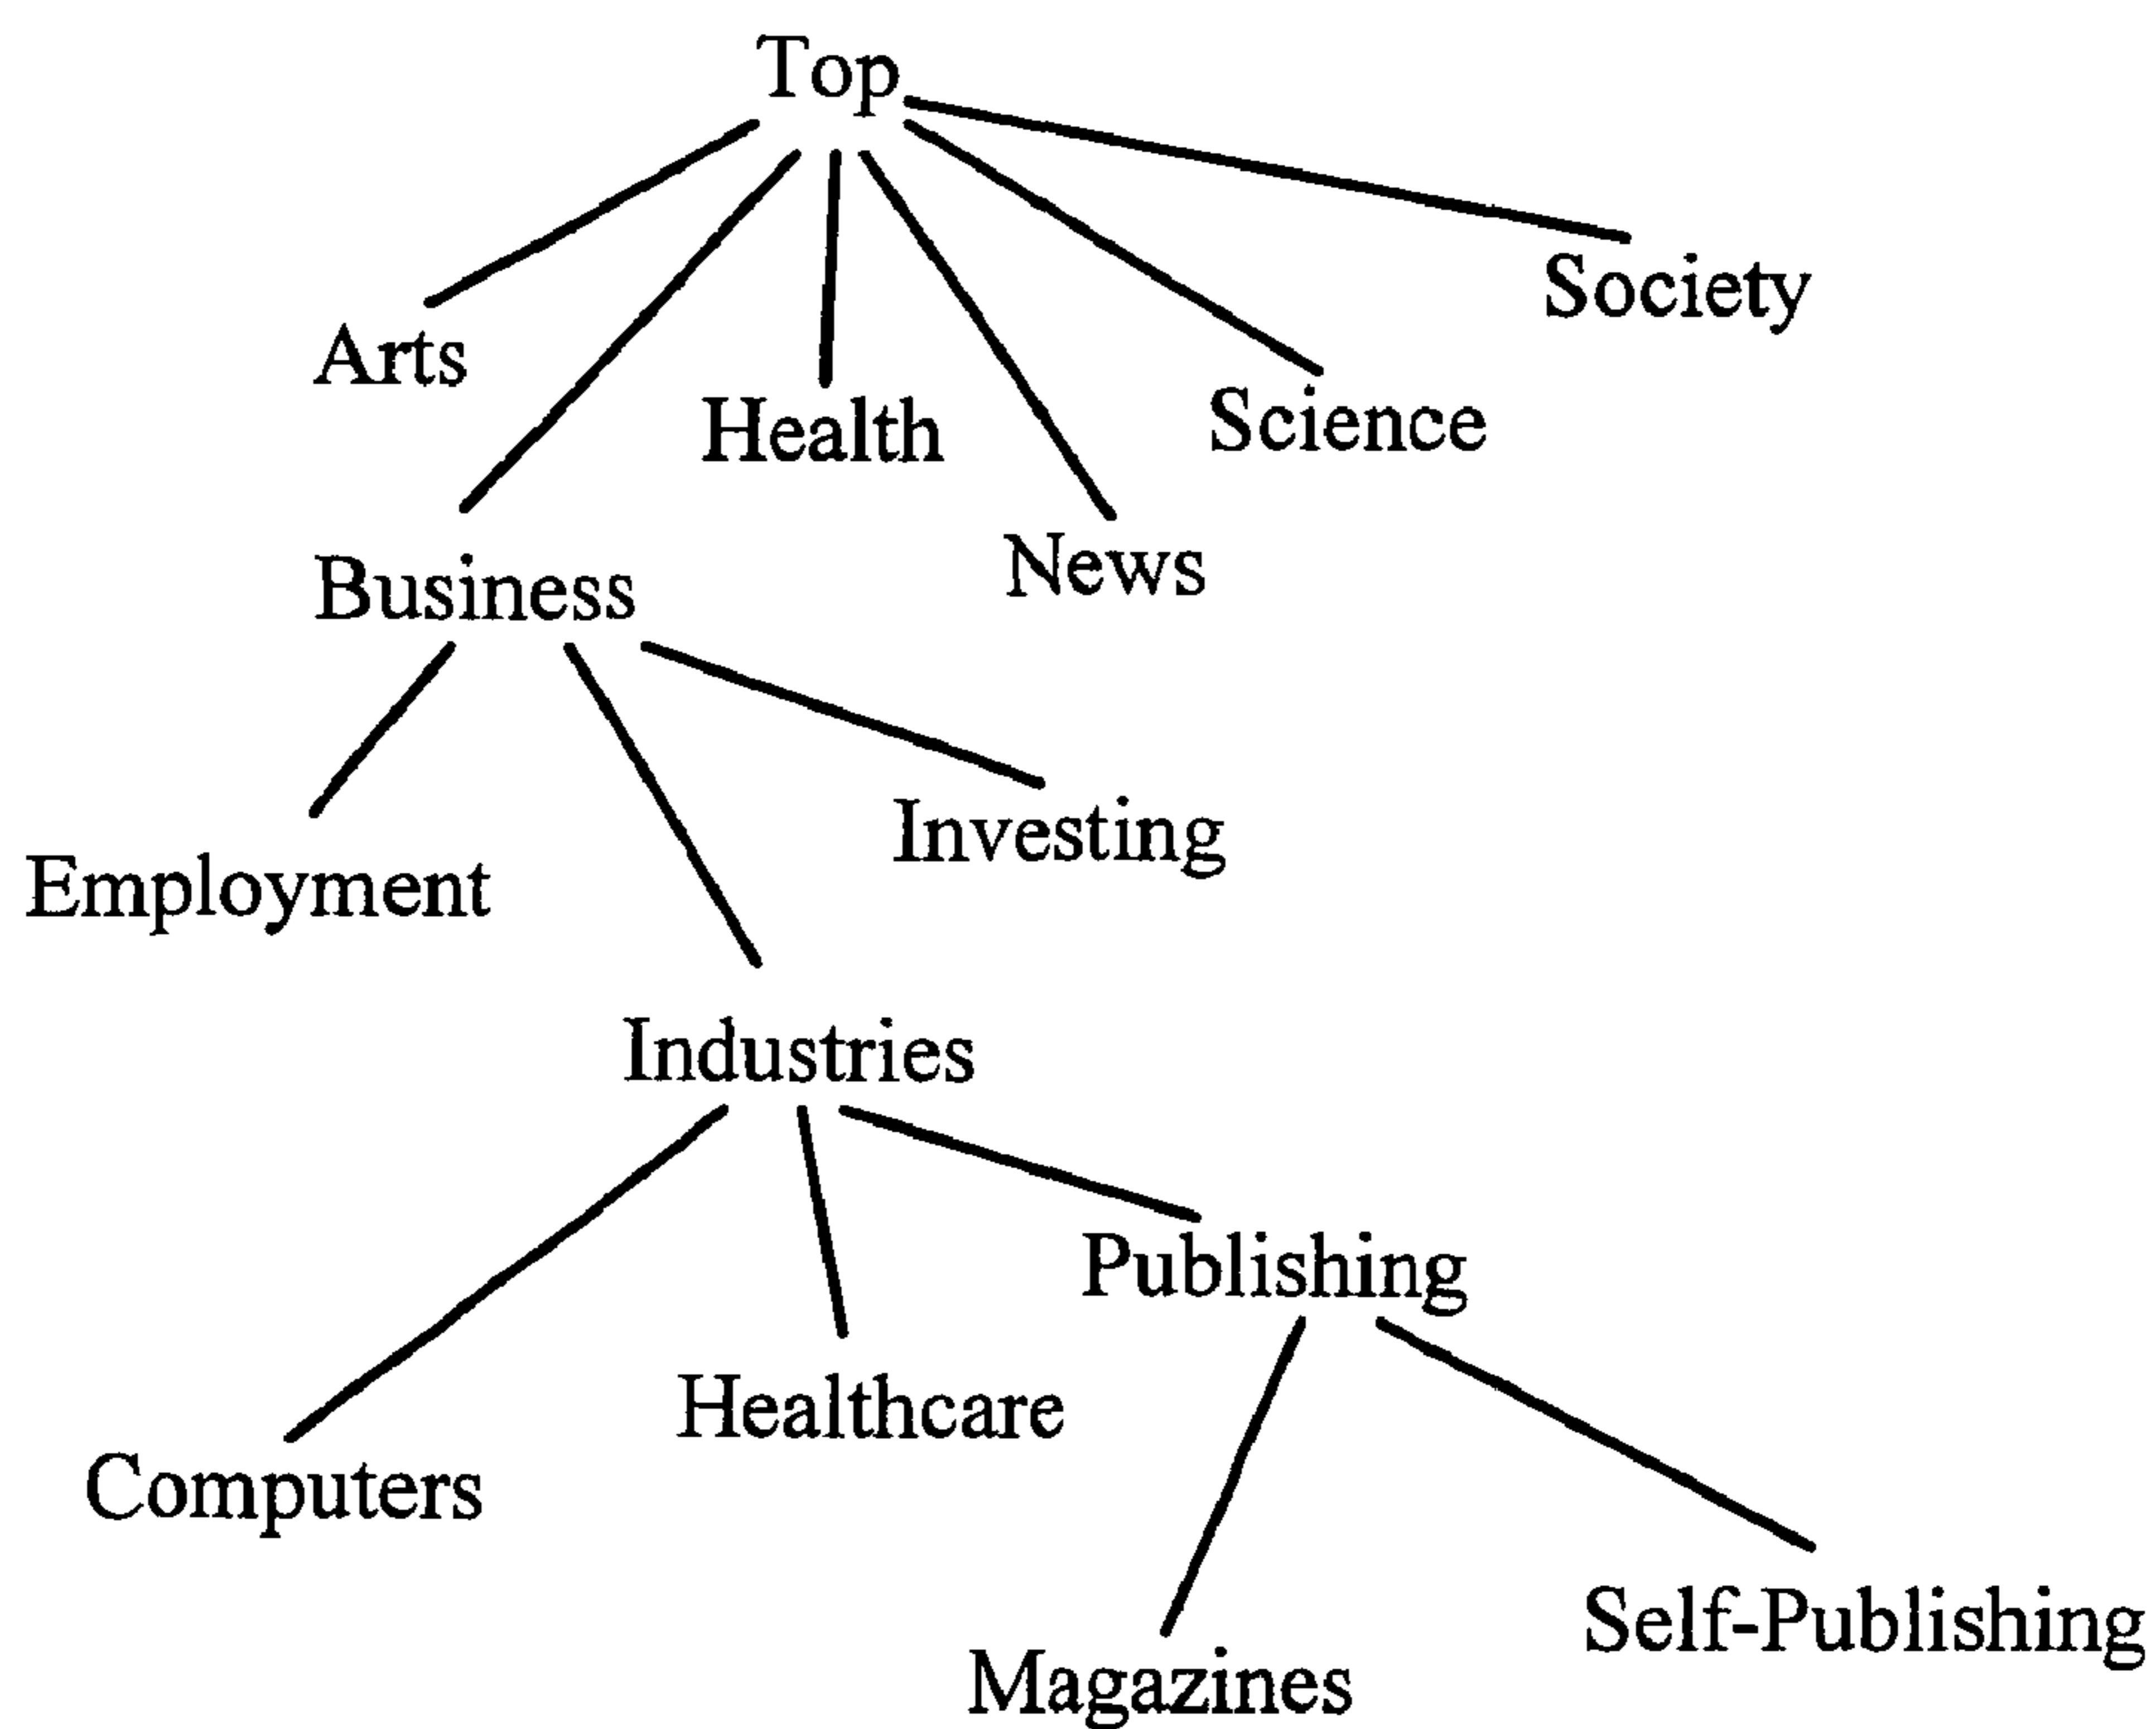 Top
Society
Arts
Health
Science
News
Business
Investing
Employment
Industries
Publishing
Healthcare
Computers
Self-Publishing
Magazines